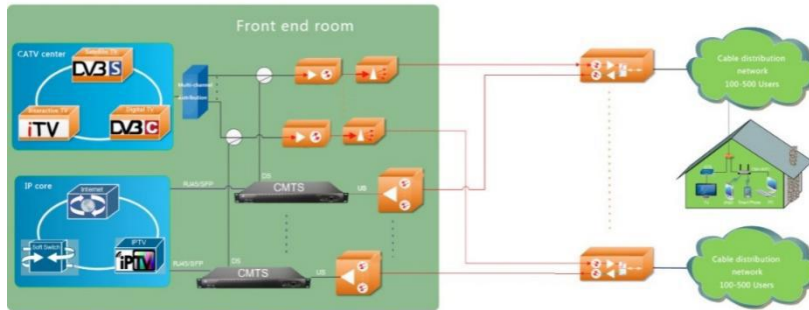 Front end room
CATV center
Satellite TV
DVB S
Interactive TV
iTV
Digital TV
DVB C
Multi-channel
distribution
IP core
Internet
Soft Switch
IPTV
iPTV
RJ45/SFP
DS
CMTS
US
RJ45/SFP
DS
CMTS
US
Cable distribution
network
100-500 Users
TV
Cable distribution
network
100-500 Users